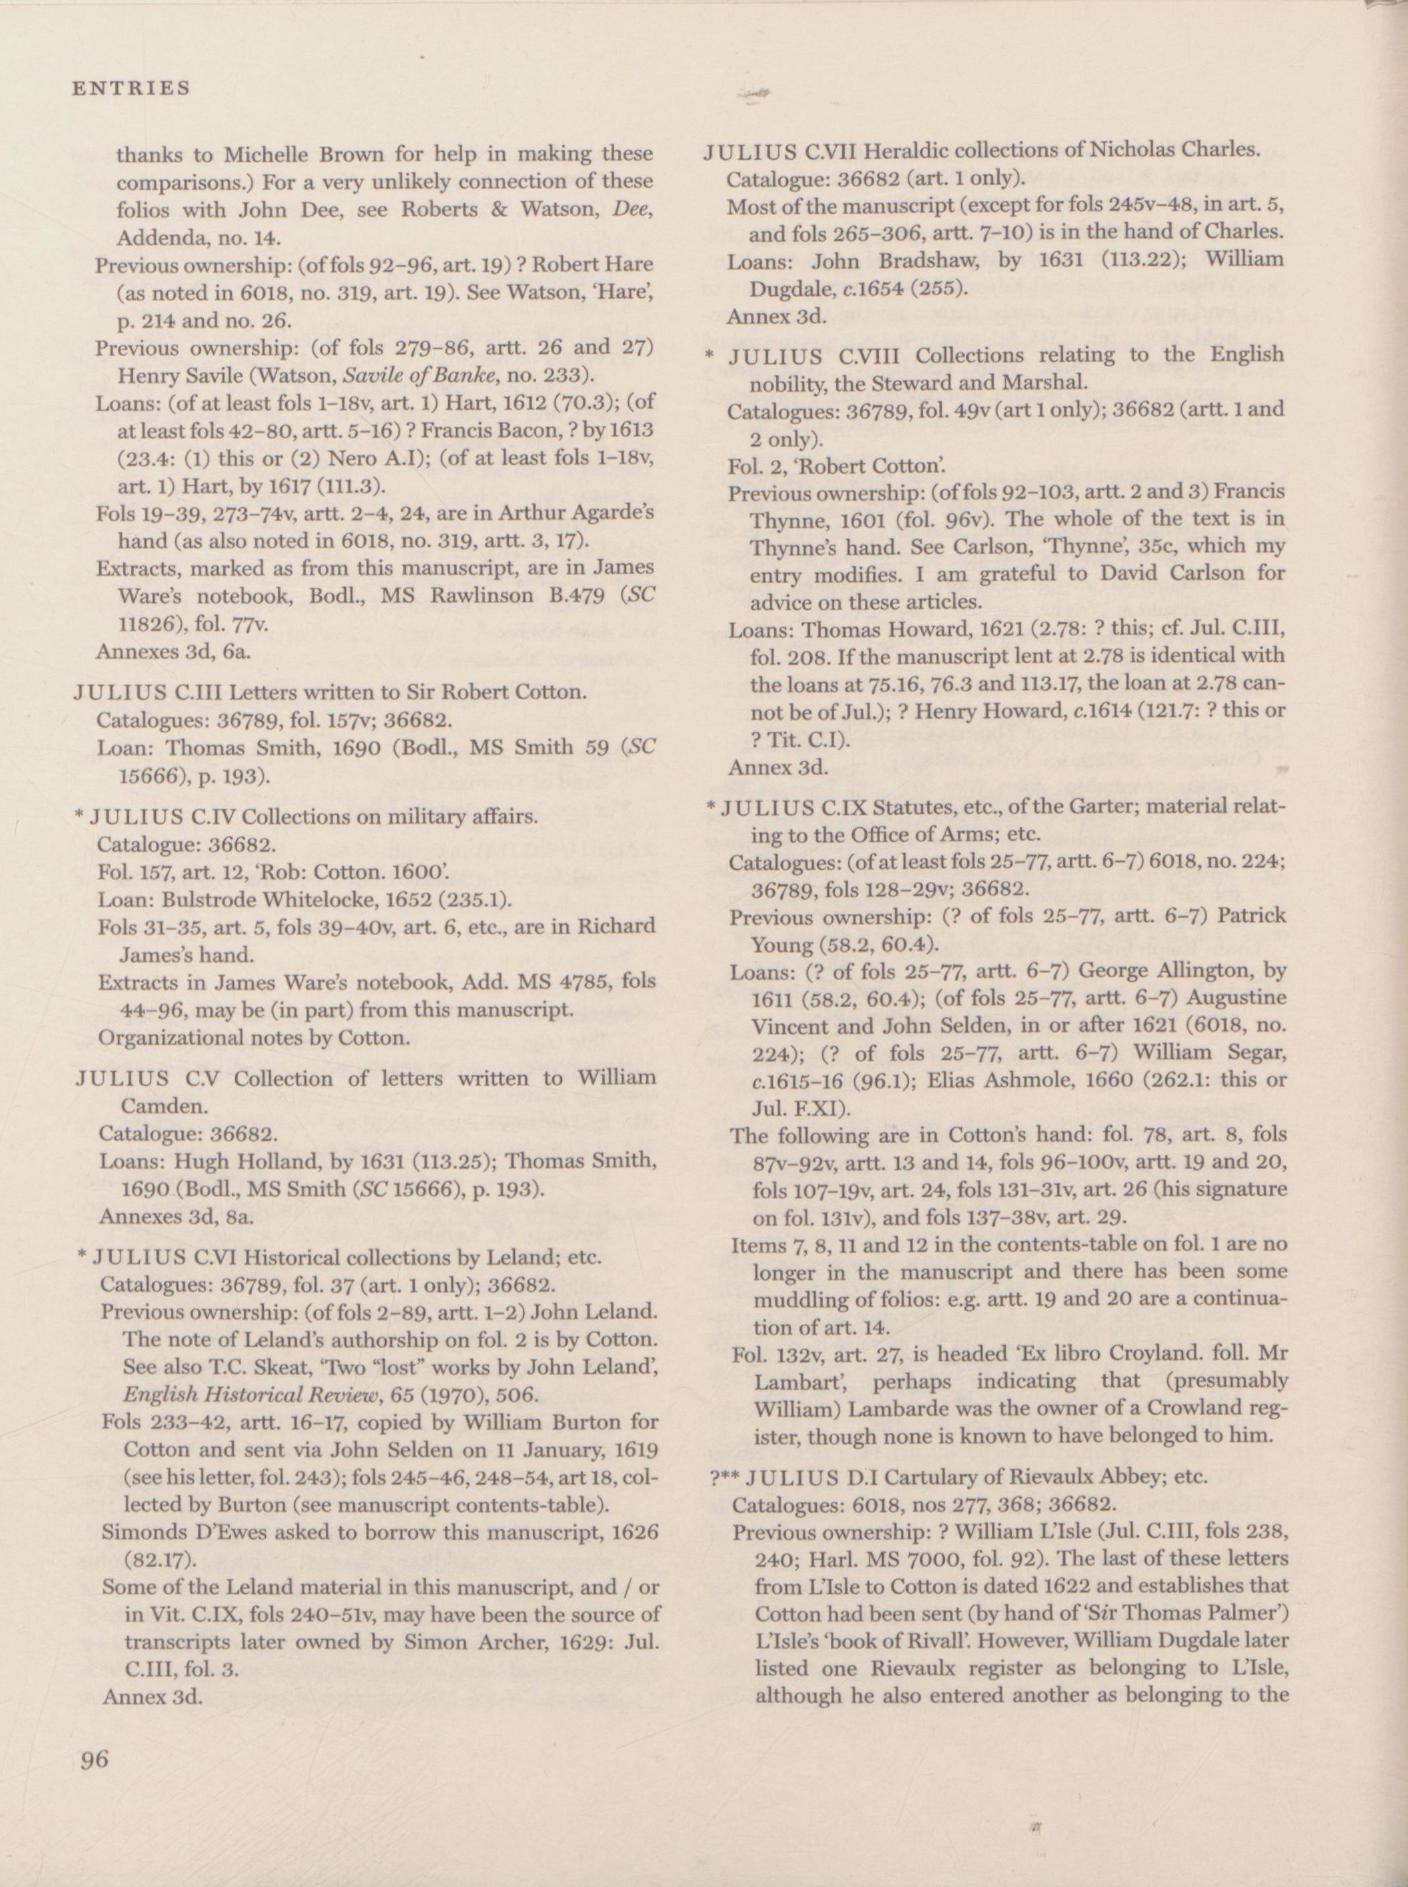 ENTRIES
thanks to Michelle Brown for help in making these
comparisons.) For a very unlikely connection of these
folios with John Dee, see Roberts & Watson, Dee,
Addenda, no. 14.
Previous ownership: (of fols 92–96, art. 19) ? Robert Hare
(as noted in 6018, no. 319, art. 19). See Watson, ‘Hare’,
p. 214 and no. 26.
Previous ownership: (of fols 279–86, artt. 26 and 27)
Henry Savile (Watson, Savile of Banke, no. 233).
Loans: (of at least fols 1–18v, art. 1) Hart, 1612 (70.3); (of
at least fols 42–80, artt. 5–16) ? Francis Bacon, ? by 1613
(23.4: (1) this or (2) Nero A.I); (of at least fols 1–18v,
art. 1) Hart, by 1617 (111.3).
Fols 19–39, 273–74v, artt. 2–4, 24, are in Arthur Agarde’s
hand (as also noted in 6018, no. 319, artt. 3, 17).
Extracts, marked as from this manuscript, are in James
Ware’s notebook, Bodl., MS Rawlinson B.479 (SC
11826), fol. 77v.
Annexes 3d, 6a.
JULIUS C.III Letters written to Sir Robert Cotton.
Catalogues: 36789, fol. 157v; 36682.
Loan: Thomas Smith, 1690 (Bodl., MS Smith 59 (SC
15666), p. 193).
* JULIUS C.IV Collections on military affairs.
Catalogue: 36682.
Fol. 157, art. 12, ‘Rob: Cotton. 1600’.
Loan: Bulstrode Whitelocke, 1652 (235.1).
Fols 31–35, art. 5, fols 39–40v, art. 6, etc., are in Richard
James’s hand.
Extracts in James Ware’s notebook, Add. MS 4785, fols
44–96, may be (in part) from this manuscript.
Organizational notes by Cotton.
JULIUS C.V Collection of letters written to William
Camden.
Catalogue: 36682.
Loans: Hugh Holland, by 1631 (113.25); Thomas Smith,
1690 (Bodl., MS Smith (SC 15666), p. 193).
Annexes 3d, 8a.
* JULIUS C.VI Historical collections by Leland; etc.
Catalogues: 36789, fol. 37 (art. 1 only); 36682.
Previous ownership: (of fols 2–89, artt. 1–2) John Leland.
The note of Leland’s authorship on fol. 2 is by Cotton.
See also T.C. Skeat, ‘Two “lost” works by John Leland’,
English Historical Review, 65 (1970), 506.
Fols 233–42, artt. 16–17, copied by William Burton for
Cotton and sent via John Selden on 11 January, 1619
(see his letter, fol. 243); fols 245–46, 248–54, art 18, col-
lected by Burton (see manuscript contents-table).
Simonds D’Ewes asked to borrow this manuscript, 1626
(82.17).
Some of the Leland material in this manuscript, and / or
in Vit. C.IX, fols 240–51v, may have been the source of
transcripts later owned by Simon Archer, 1629: Jul.
C.III, fol. 3.
Annex 3d.
96
JULIUS C.VII Heraldic collections of Nicholas Charles.
Catalogue: 36682 (art. 1 only).
Most of the manuscript (except for fols 245v–48, in art. 5,
and fols 265–306, artt. 7–10) is in the hand of Charles.
Loans: John Bradshaw, by 1631 (113.22); William
Dugdale, c.1654 (255).
Annex 3d.
* JULIUS C.VIII Collections relating to the English
nobility, the Steward and Marshal.
Catalogues: 36789, fol. 49v (art 1 only); 36682 (artt. 1 and
2 only).
Fol. 2, ‘Robert Cotton’.
Previous ownership: (of fols 92–103, artt. 2 and 3) Francis
Thynne, 1601 (fol. 96v). The whole of the text is in
Thynne’s hand. See Carlson, ‘Thynne’, 35c, which my
entry modifies. I am grateful to David Carlson for
advice on these articles.
Loans: Thomas Howard, 1621 (2.78: ? this; cf. Jul. C.III,
fol. 208. If the manuscript lent at 2.78 is identical with
the loans at 75.16, 76.3 and 113.17, the loan at 2.78 can-
not be of Jul.); ? Henry Howard, c.1614 (121.7: ? this or
? Tit. C.I).
Annex 3d.
* JULIUS C.IX Statutes, etc., of the Garter; material relat-
ing to the Office of Arms; etc.
Catalogues: (of at least fols 25–77, artt. 6–7) 6018, no. 224;
36789, fols 128–29v; 36682.
Previous ownership: (? of fols 25–77, artt. 6–7) Patrick
Young (58.2, 60.4).
Loans: (? of fols 25–77, artt. 6–7) George Allington, by
1611 (58.2, 60.4); (of fols 25–77, artt. 6–7) Augustine
Vincent and John Selden, in or after 1621 (6018, no.
224); (? of fols 25–77, artt. 6–7) William Segar,
c.1615–16 (96.1); Elias Ashmole, 1660 (262.1: this or
Jul. F.XI).
The following are in Cotton’s hand: fol. 78, art. 8, fols
87v–92v, artt. 13 and 14, fols 96–100v, artt. 19 and 20,
fols 107–19v, art. 24, fols 131–31v, art. 26 (his signature
on fol. 131v), and fols 137–38v, art. 29.
Items 7, 8, 11 and 12 in the contents-table on fol. 1 are no
longer in the manuscript and there has been some
muddling of folios: e.g. artt. 19 and 20 are a continua-
tion of art. 14.
Fol. 132v, art. 27, is headed ‘Ex libro Croyland. foll. Mr
Lambart’, perhaps indicating that (presumably
William) Lambarde was the owner of a Crowland reg-
ister, though none is known to have belonged to him.
?** JULIUS D.I Cartulary of Rievaulx Abbey; etc.
Catalogues: 6018, nos 277, 368; 36682.
Previous ownership: ? William L’Isle (Jul. C.III, fols 238,
240; Harl. MS 7000, fol. 92). The last of these letters
from L’Isle to Cotton is dated 1622 and establishes that
Cotton had been sent (by hand of ‘Sir Thomas Palmer’)
L’Isle’s ‘book of Rivall’. However, William Dugdale later
listed one Rievaulx register as belonging to L’Isle,
although he also entered another as belonging to the